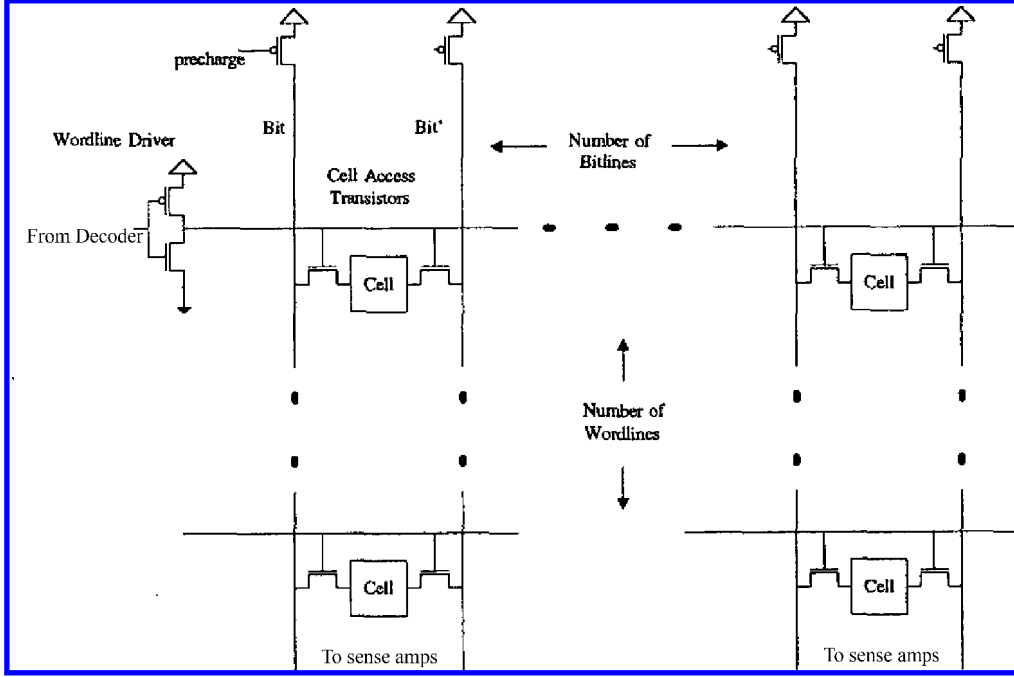 precharge
Bit
Bit'
Number of
Bitlines
Wordline Driver
Cell Access
Transistors
From Decoder
Cell
Cell
Cell
Cell
Number of
Wordlines
To sense amps
To sense amps